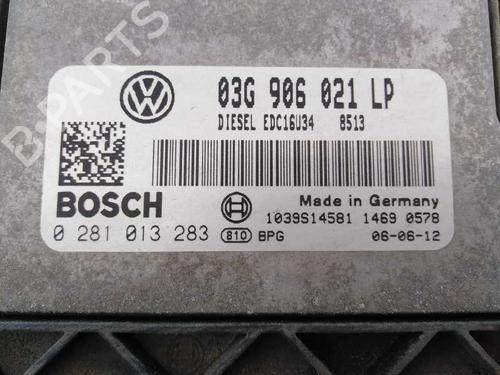 03G 906 021 LP
DIESEL EDC16U34 8513
BOSCH
Made in Germany
1039S14581 1469 0578
0 281 013 283 810 BPG 06-06-12
B-PARTS